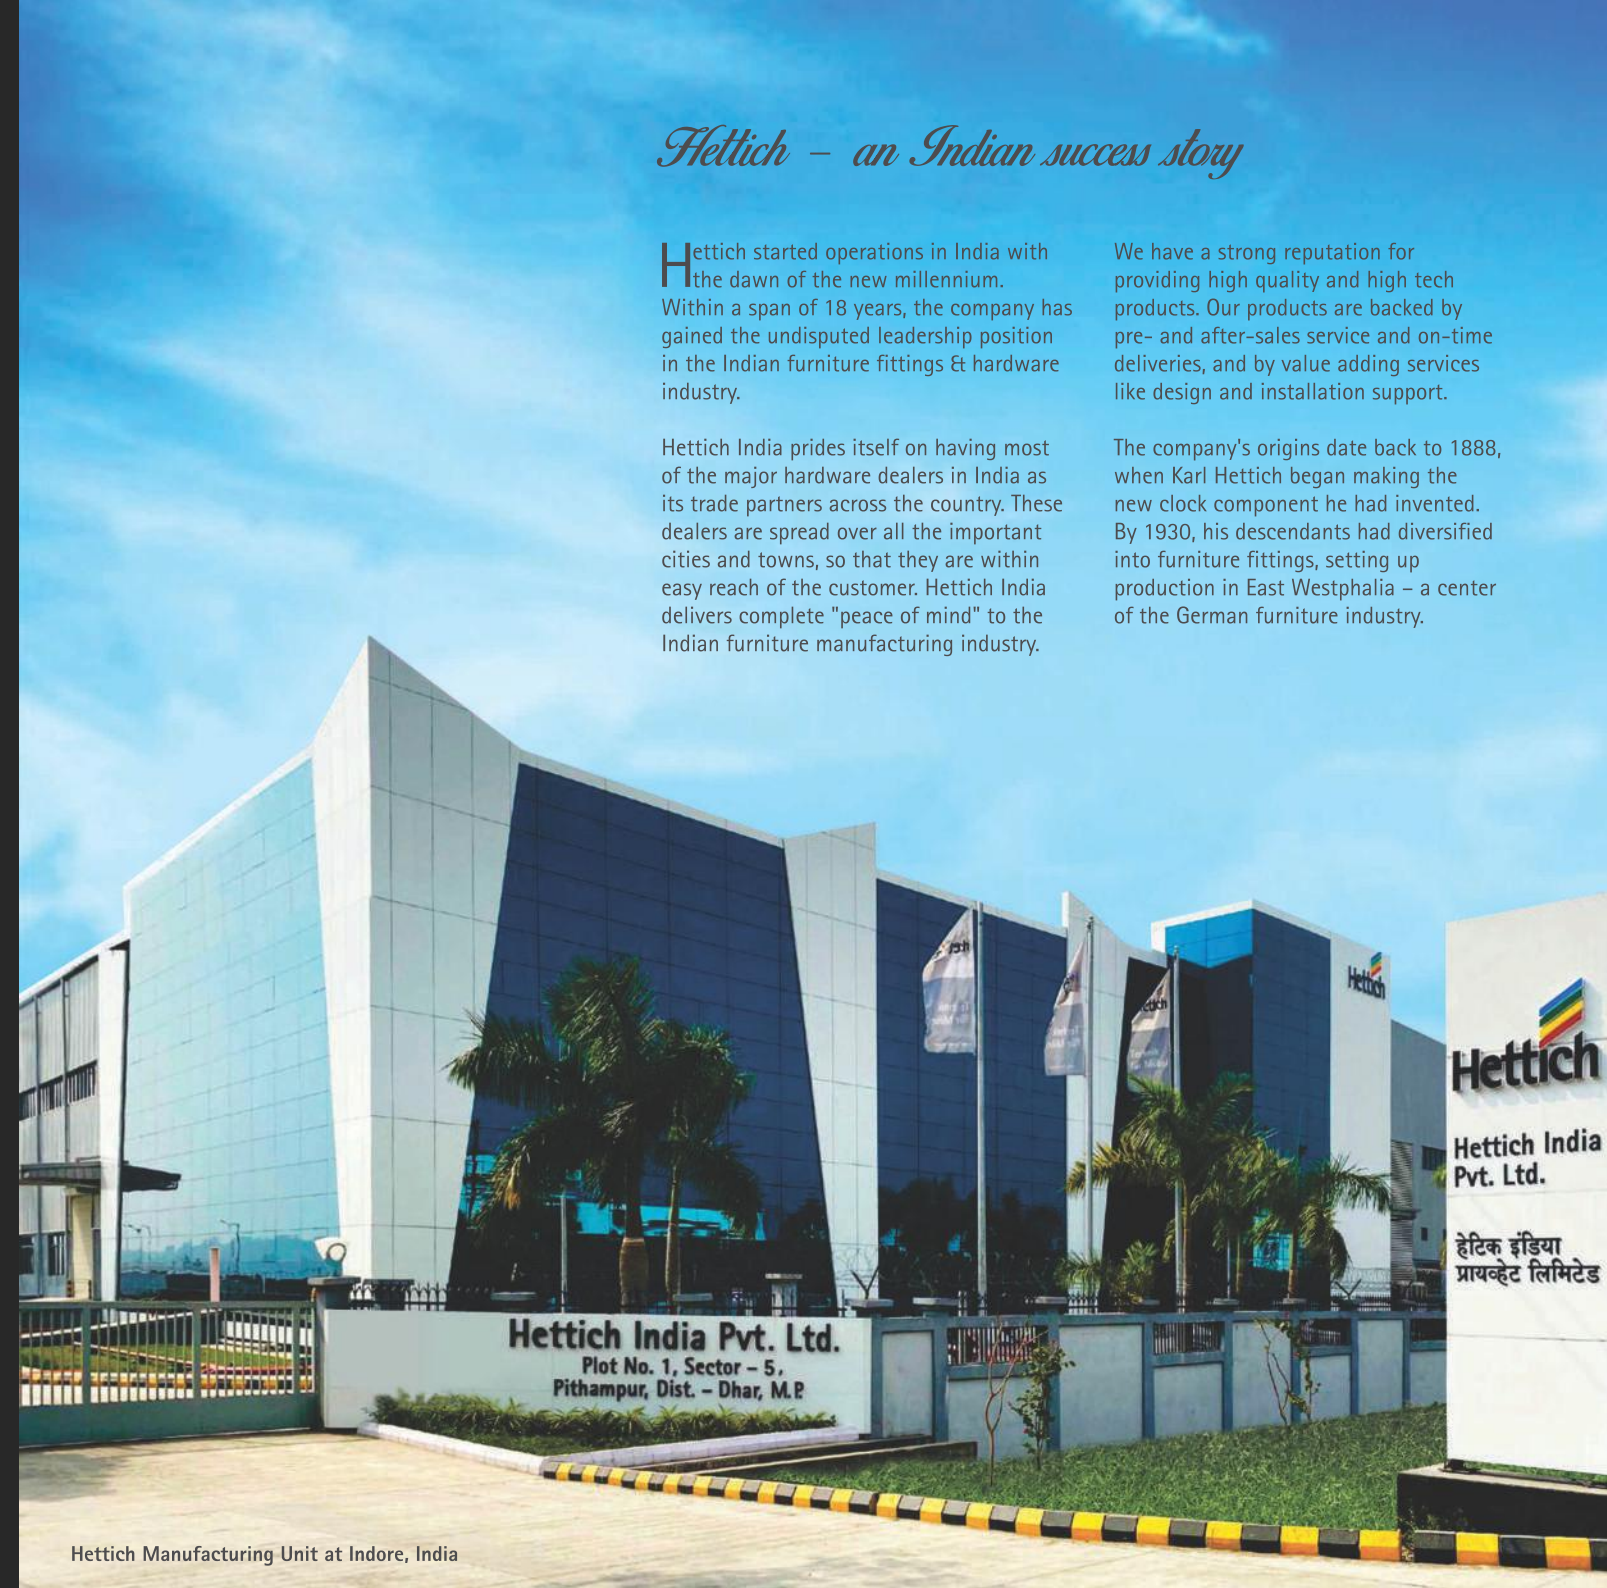 Hettich – an Indian success story
Hettich started operations in India with
the dawn of the new millennium.
Within a span of 18 years, the company has
gained the undisputed leadership position
in the Indian furniture fittings & hardware
industry.
Hettich India prides itself on having most
of the major hardware dealers in India as
its trade partners across the country. These
dealers are spread over all the important
cities and towns, so that they are within
easy reach of the customer. Hettich India
delivers complete "peace of mind" to the
Indian furniture manufacturing industry.
We have a strong reputation for
providing high quality and high tech
products. Our products are backed by
pre- and after-sales service and on-time
deliveries, and by value adding services
like design and installation support.
The company's origins date back to 1888,
when Karl Hettich began making the
new clock component he had invented.
By 1930, his descendants had diversified
into furniture fittings, setting up
production in East Westphalia – a center
of the German furniture industry.
Hettich
Hettich
Hettich India
Pvt. Ltd.
हेटिक इंडिया
प्रायव्हेट लिमिटेड
Hettich India Pvt. Ltd.
Plot No. 1, Sector – 5,
Pithampur, Dist. – Dhar, M.P.
Hettich Manufacturing Unit at Indore, India